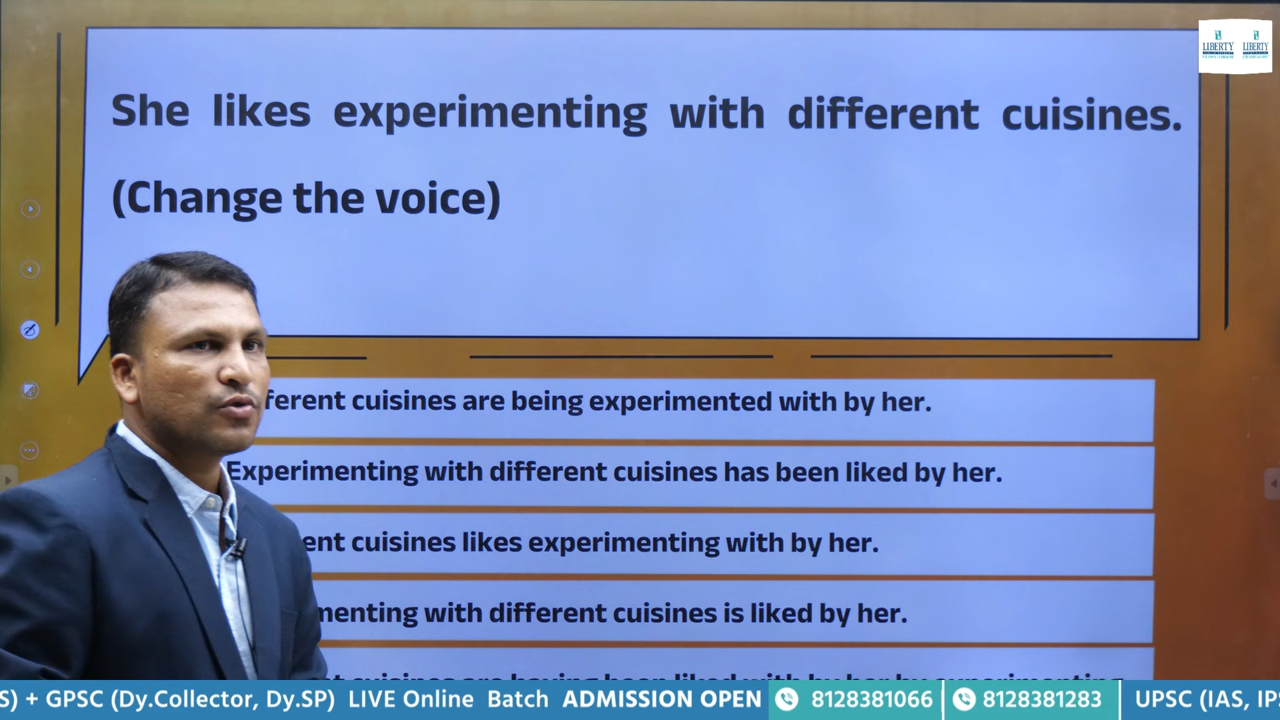 LIBERTY LIBERTY
She likes experimenting with different cuisines.
(Change the voice)
ferent cuisines are being experimented with by her.
Experimenting with different cuisines has been liked by her.
ent cuisines likes experimenting with by her.
menting with different cuisines is liked by her.
S) + GPSC (Dy.Collector, Dy.SP) LIVE Online Batch ADMISSION OPEN 8128381066 8128381283 UPSC (IAS, IPS